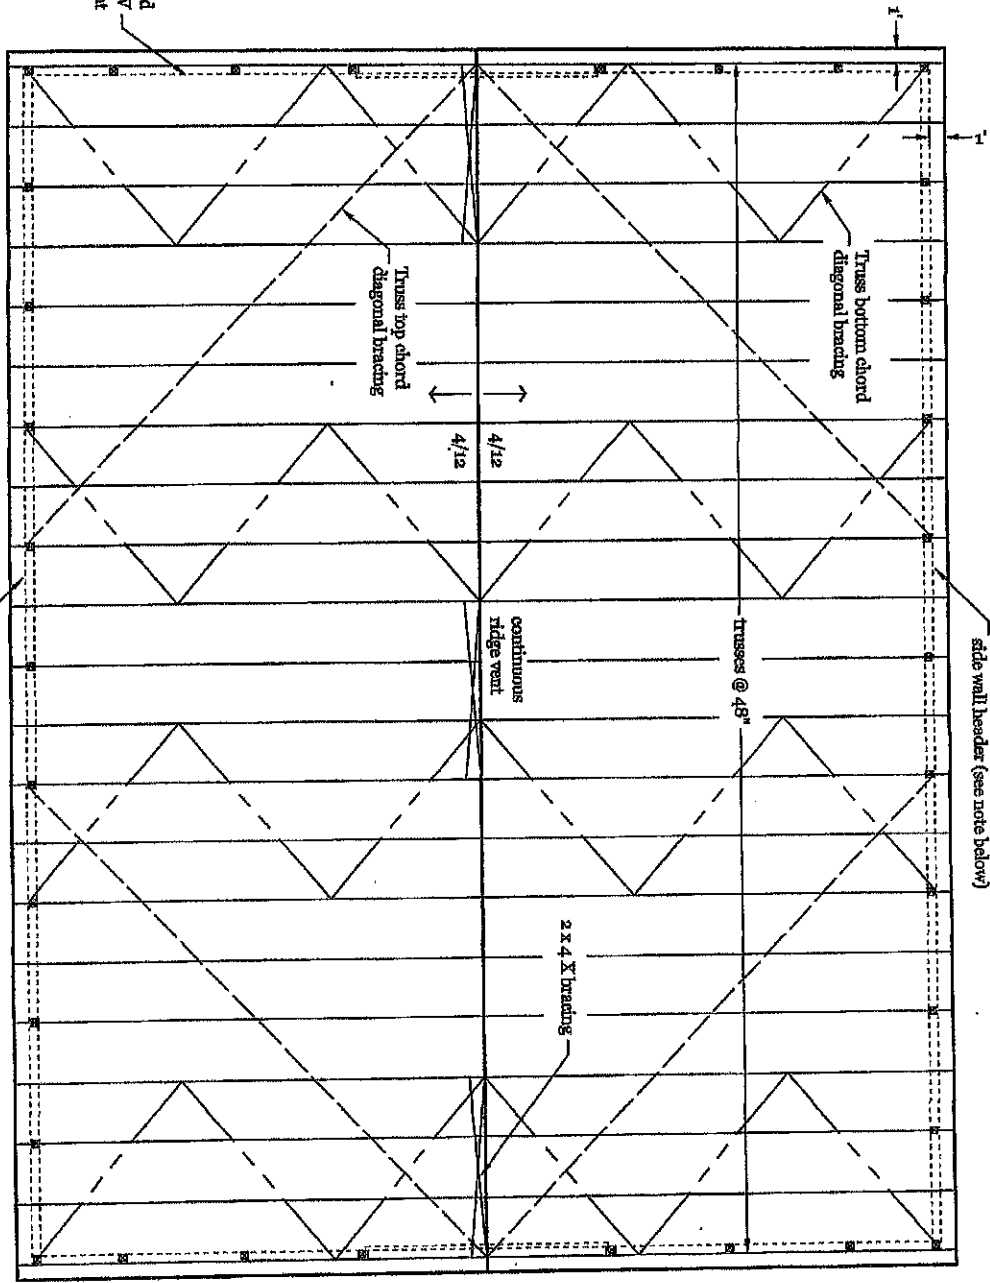 side wall header (see note below)
1'
1'
Truss bottom chord
diagonal bracing
trusses @ 48"
4/12
4/12
continuous
ridge vent
2 x 4 X bracing
Truss top chord
diagonal bracing